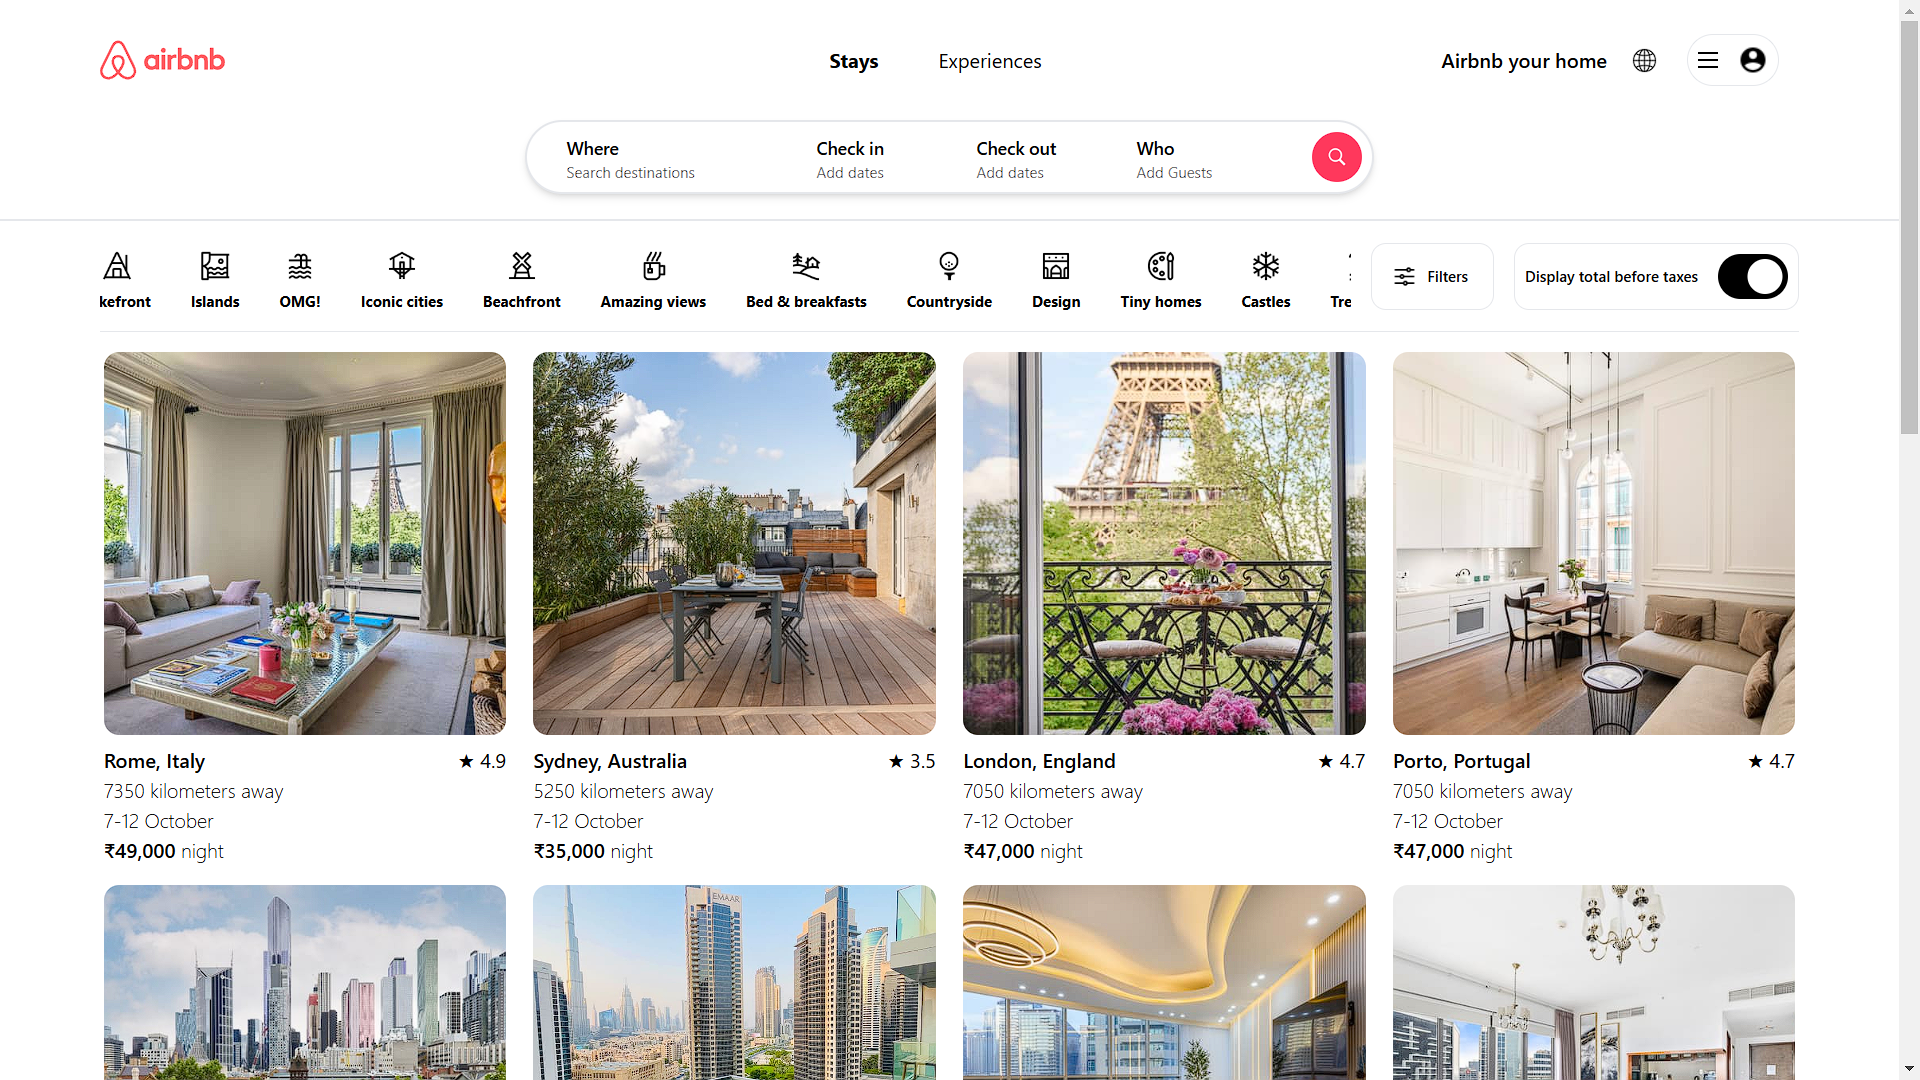 airbnb
Stays
Experiences
Airbnb your home
Where
Search destinations
Check in
Add dates
Check out
Add dates
Who
Add Guests
kefront
Islands
OMG!
Iconic cities
Beachfront
Amazing views
Bed & breakfasts
Countryside
Design
Tiny homes
Castles
Tre
Filters
Display total before taxes
Rome, Italy
★ 4.9
7350 kilometers away
7-12 October
₹49,000 night
Sydney, Australia
★ 3.5
5250 kilometers away
7-12 October
₹35,000 night
London, England
★ 4.7
7050 kilometers away
7-12 October
₹47,000 night
Porto, Portugal
★ 4.7
7050 kilometers away
7-12 October
₹47,000 night
EMAAR